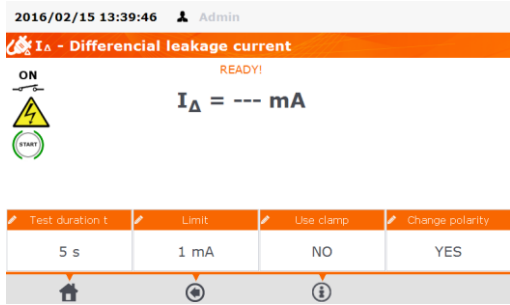 2016/02/15 13:39:46 Admin
IΔ - Differencial leakage current
READY!
ON
IΔ = --- mA
START
Test duration t Limit Use clamp Change polarity
5 s 1 mA NO YES